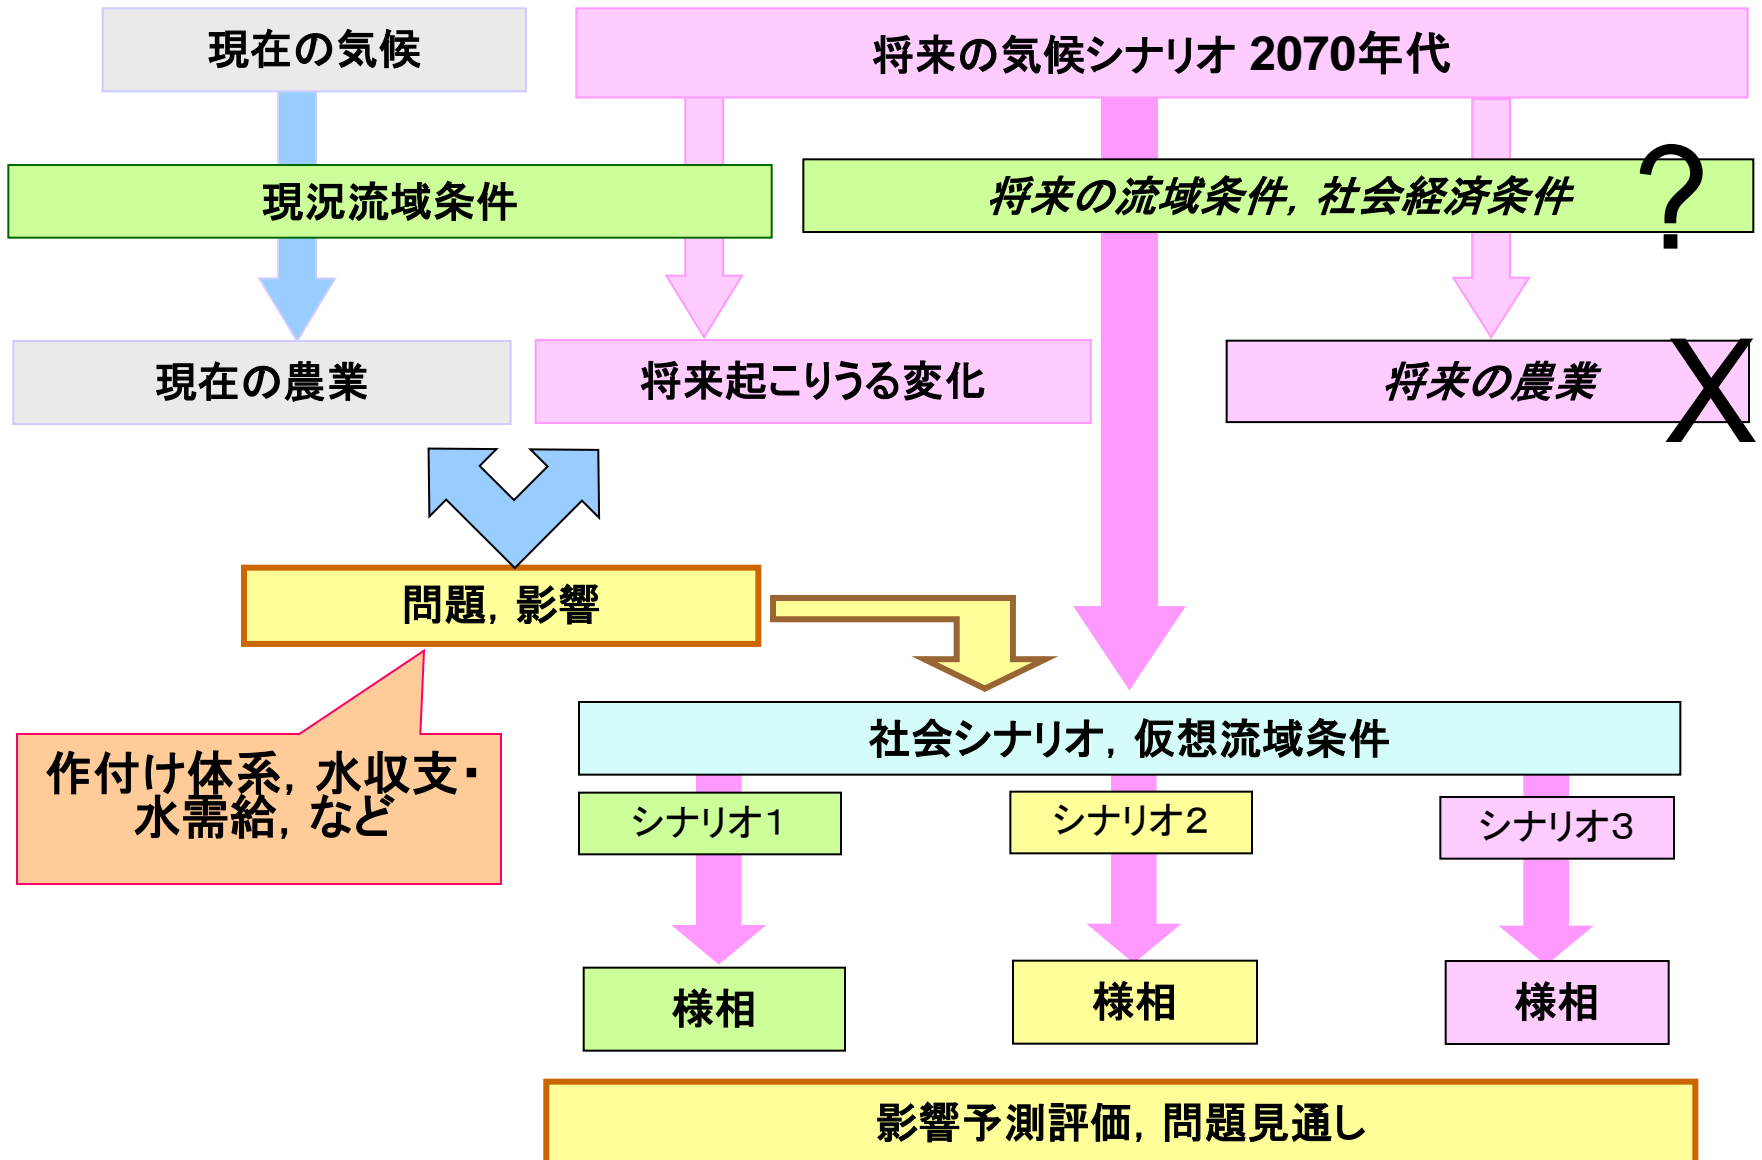 現在の気候
将来の気候シナリオ 2070年代
現況流域条件
将来の流域条件，社会経済条件
?
現在の農業
将来起こりうる変化
将来の農業
X
問題，影響
作付け体系，水収支・
水需給，など
社会シナリオ，仮想流域条件
シナリオ１
シナリオ２
シナリオ３
様相
様相
様相
影響予測評価，問題見通し